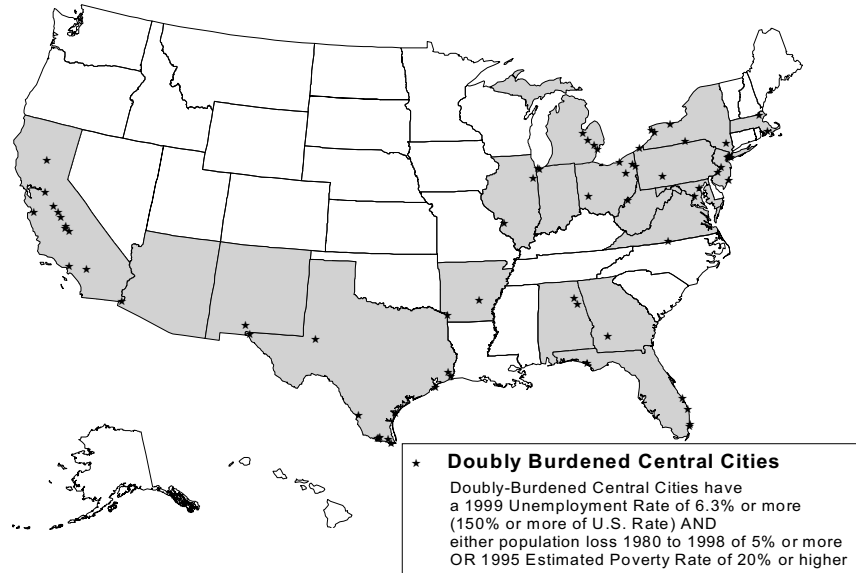 Doubly Burdened Central Cities
Doubly-Burdened Central Cities have
a 1999 Unemployment Rate of 6.3% or more
(150% or more of U.S. Rate) AND
either population loss 1980 to 1998 of 5% or more
OR 1995 Estimated Poverty Rate of 20% or higher